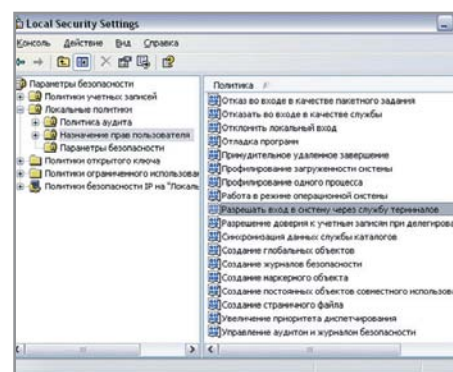 Local Security Settings
Консоль Действие Вид Справка
Параметры безопасности
Политики учетных записей
Локальные политики
Политика аудита
Назначение прав пользователя
Параметры безопасности
Политики открытого ключа
Политики ограниченного использован
Политики безопасности IP на "Локаль
Политика
Отказ во входе в качестве пакетного задания
Отказать во входе в качестве службы
Отклонить локальный вход
Отладка программ
Принудительное удаленное завершение
Профилирование загруженности системы
Профилирование одного процесса
Работа в режиме операционной системы
Разрешать вход в систему через службу терминалов
Разрешение доверия к учетным записям при делегирова
Синхронизация данных службы каталогов
Создание глобальных объектов
Создание журналов безопасности
Создание маркерного объекта
Создание постоянных объектов совместного использов
Создание страничного файла
Увеличение приоритета диспетчирования
Управление аудитом и журналом безопасности